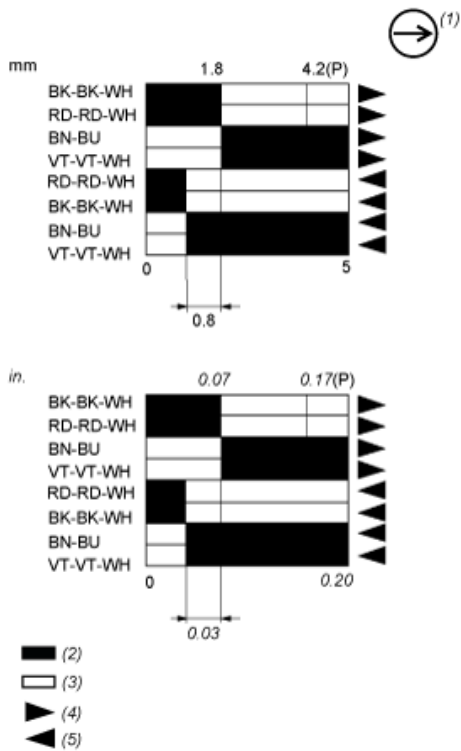 (1)
mm
1.8 4.2(P)
BK-BK-WH
RD-RD-WH
BN-BU
VT-VT-WH
RD-RD-WH
BK-BK-WH
BN-BU
VT-VT-WH
0 5
0.8
in.
0.07 0.17(P)
BK-BK-WH
RD-RD-WH
BN-BU
VT-VT-WH
RD-RD-WH
BK-BK-WH
BN-BU
VT-VT-WH
0 0.20
0.03
(2)
(3)
(4)
(5)